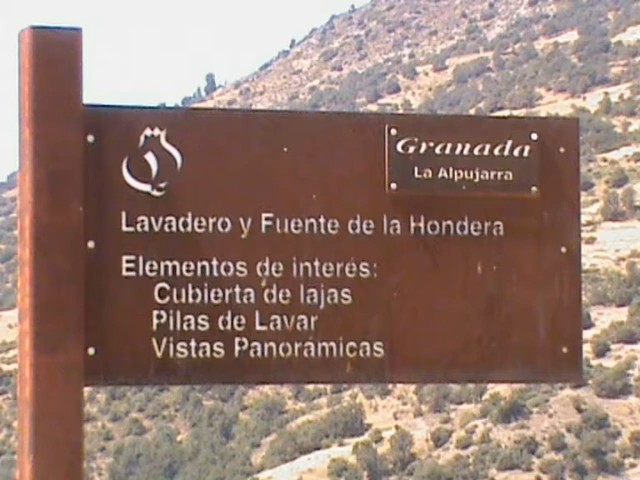 Granada
La Alpujarra
Lavadero y Fuente de la Hondera
Elementos de interés:
Cubierta de lajas
Pilas de Lavar
Vistas Panorámicas